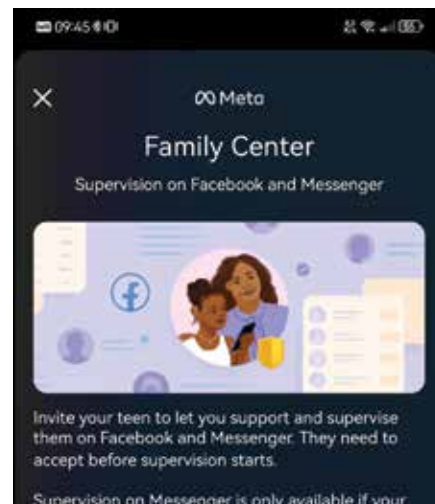 09:45
Meta
Family Center
Supervision on Facebook and Messenger
Invite your teen to let you support and supervise
them on Facebook and Messenger. They need to
accept before supervision starts.
Supervision on Messenger is only available if your